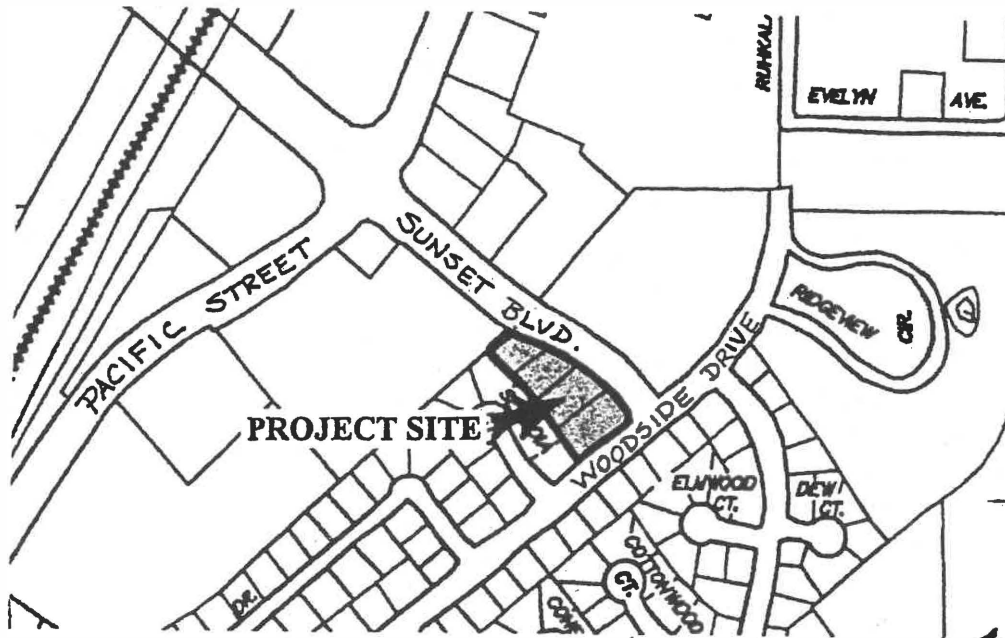 RUHKAL
EVELYN AVE.
SUNSET BLVD.
PACIFIC STREET
RIDGEVIEW CIR.
WOODSIDE DRIVE
PROJECT SITE
ELMWOOD CT.
DEW CT.
COTTONWOOD CT.
DR.